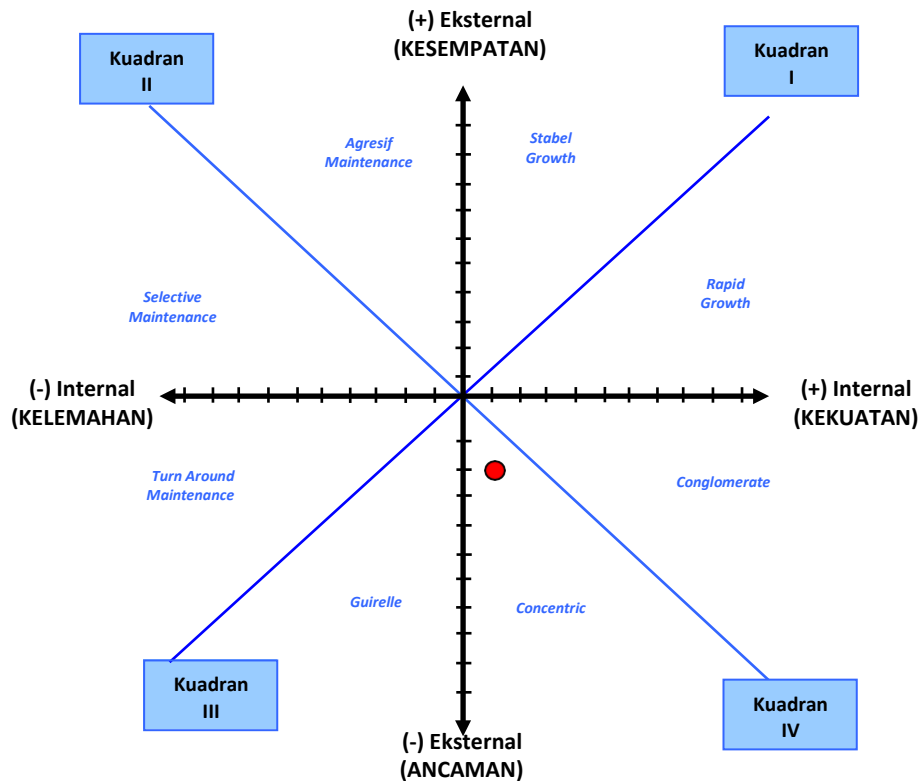 (+) Eksternal
(KESEMPATAN)
Kuadran
II
Kuadran
I
Agresif
Maintenance
Stabel
Growth
Selective
Maintenance
Rapid
Growth
(-) Internal
(KELEMAHAN)
(+) Internal
(KEKUATAN)
Turn Around
Maintenance
Conglomerate
Guirelle
Concentric
Kuadran
III
Kuadran
IV
(-) Eksternal
(ANCAMAN)